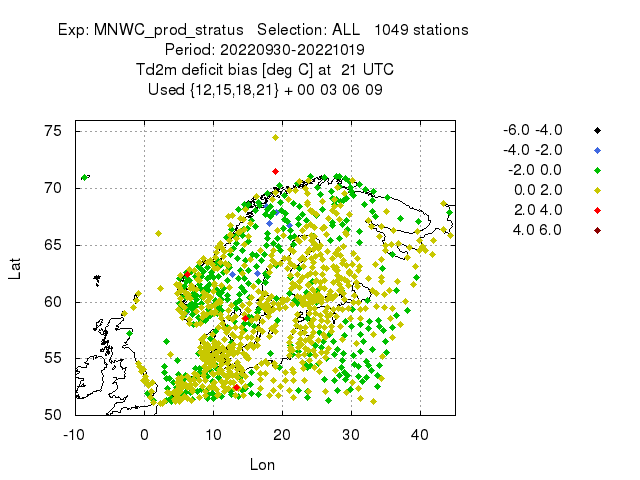 Exp: MNWC_prod_stratus   Selection: ALL   1049 stations
Period: 20220930-20221019
Td2m deficit bias [deg C] at  21 UTC
Used {12,15,18,21} + 00 03 06 09
-6.0 -4.0
-4.0 -2.0
-2.0 0.0
0.0 2.0
2.0 4.0
4.0 6.0
75
70
65
60
55
50
Lat
-10 0 10 20 30 40
Lon